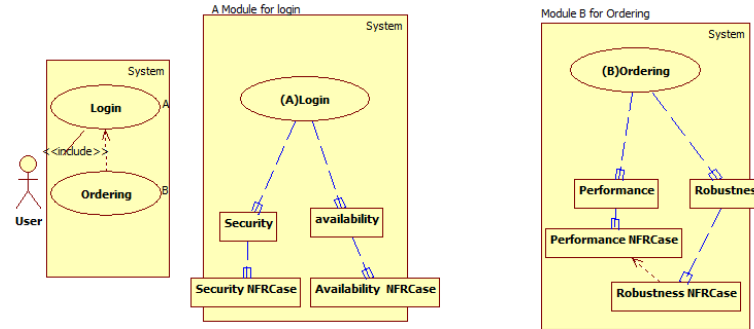 A Module for login
Module B for Ordering
System
System
System
Login
A
(A)Login
(B)Ordering
<<include>>
Ordering
B
User
Security
availability
Performance
Robustnes
Performance NFRCase
Security NFRCase
Availability NFRCase
Robustness NFRCase